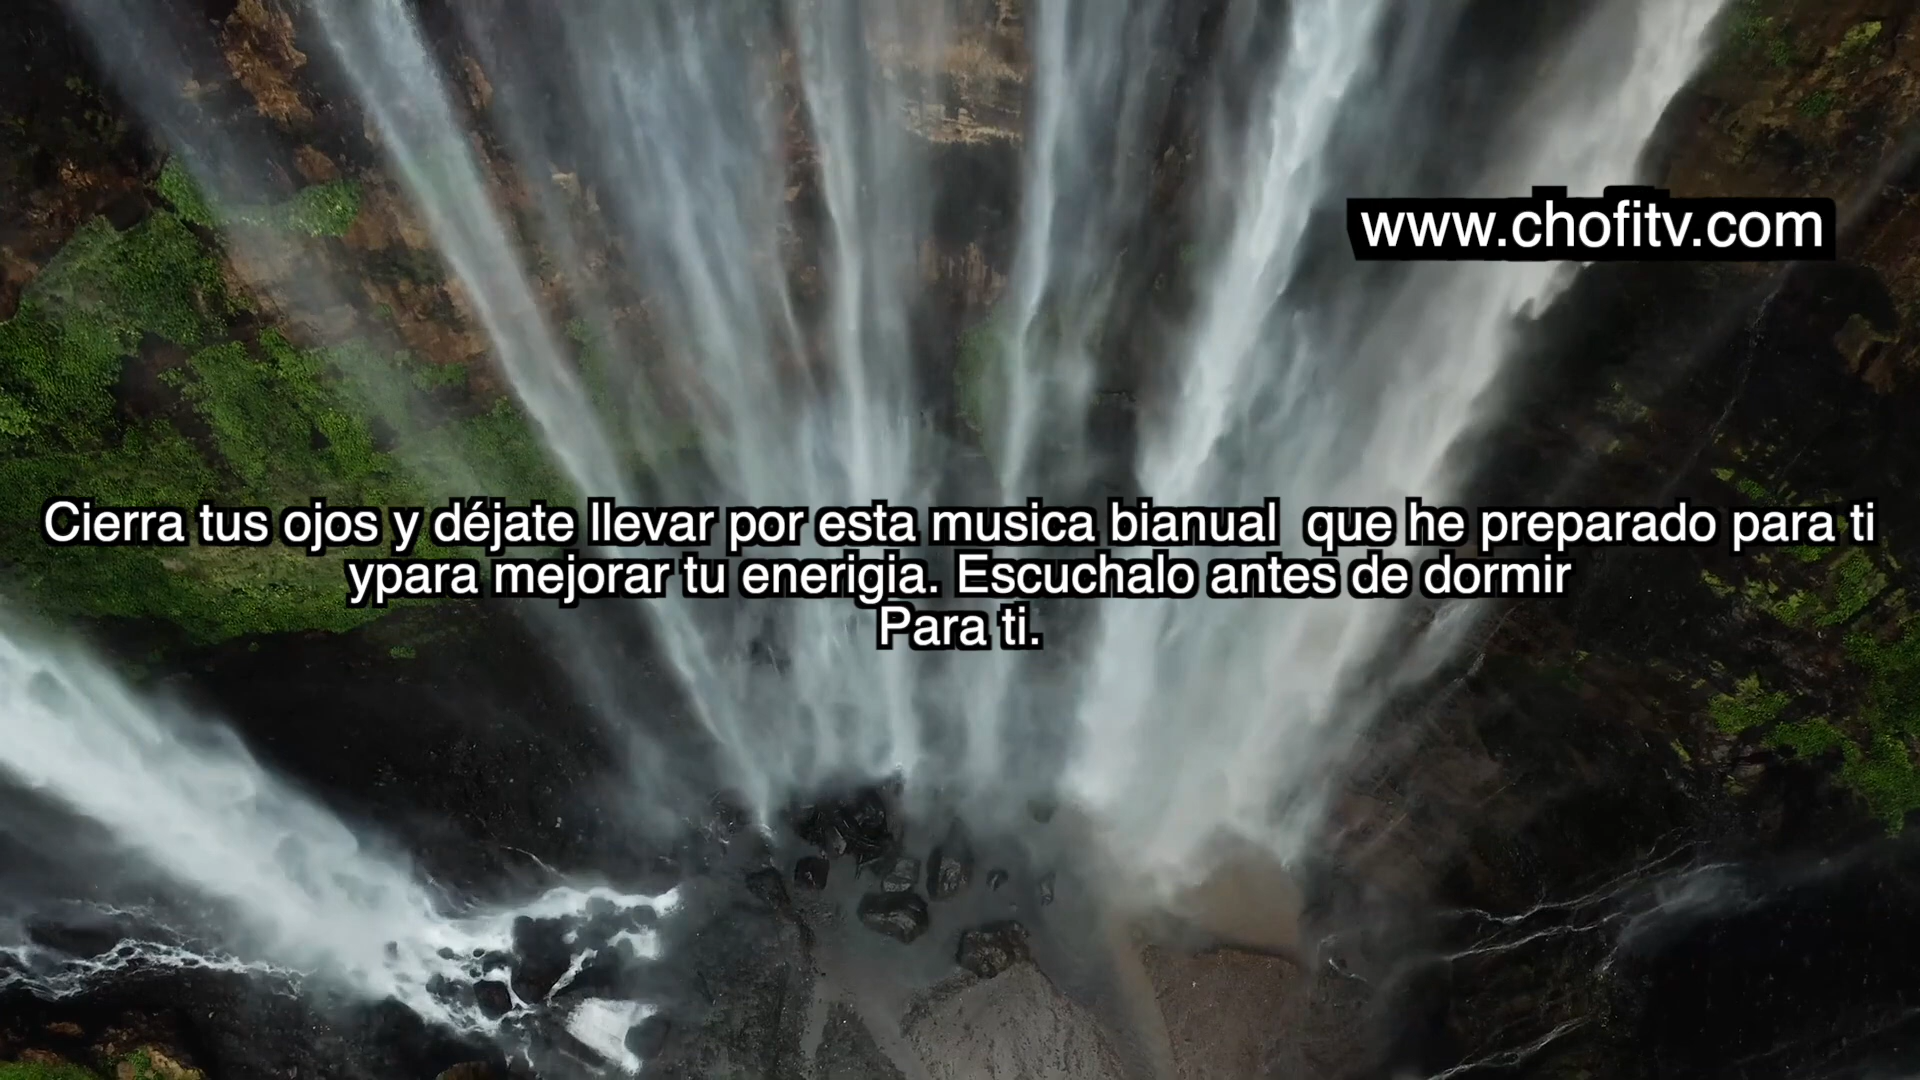 www.chofitv.com
Cierra tus ojos y déjate llevar por esta musica bianual  que he preparado para ti
ypara mejorar tu enerigia. Escuchalo antes de dormir
Para ti.